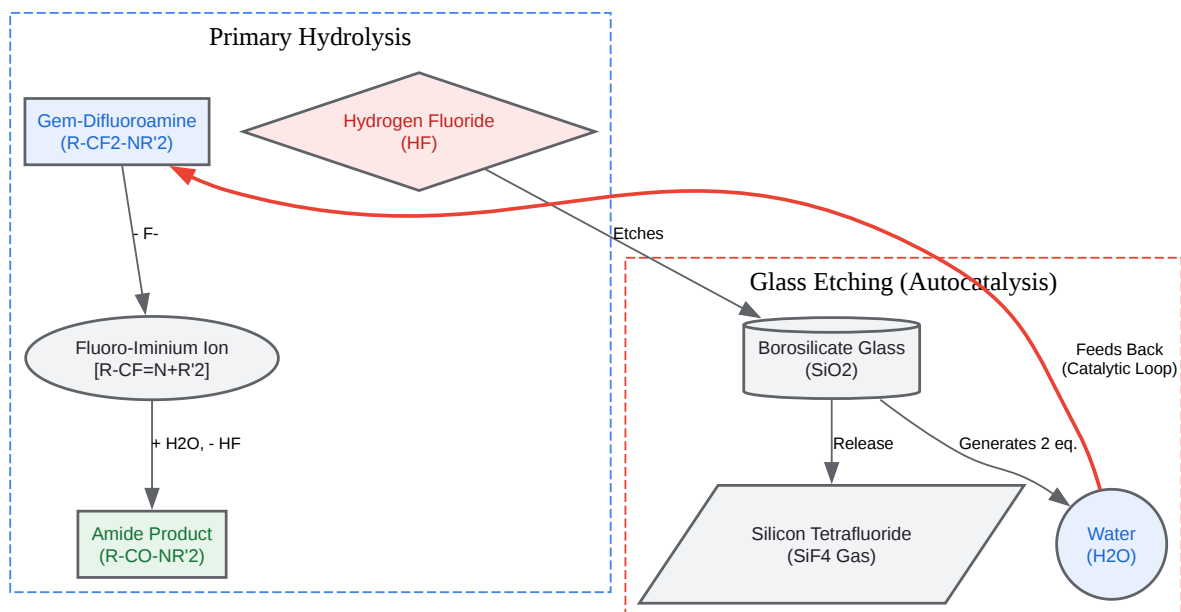 Primary Hydrolysis
Gem-Difluoroamine
(R-CF2-NR'2)
Hydrogen Fluoride
(HF)
- F-
Etches
Glass Etching (Autocatalysis)
Fluoro-Iminium Ion
[R-CF=N+R'2]
Borosilicate Glass
(SiO2)
Feeds Back
(Catalytic Loop)
+ H2O, - HF
Release
Generates 2 eq.
Amide Product
(R-CO-NR'2)
Silicon Tetrafluoride
(SiF4 Gas)
Water
(H2O)